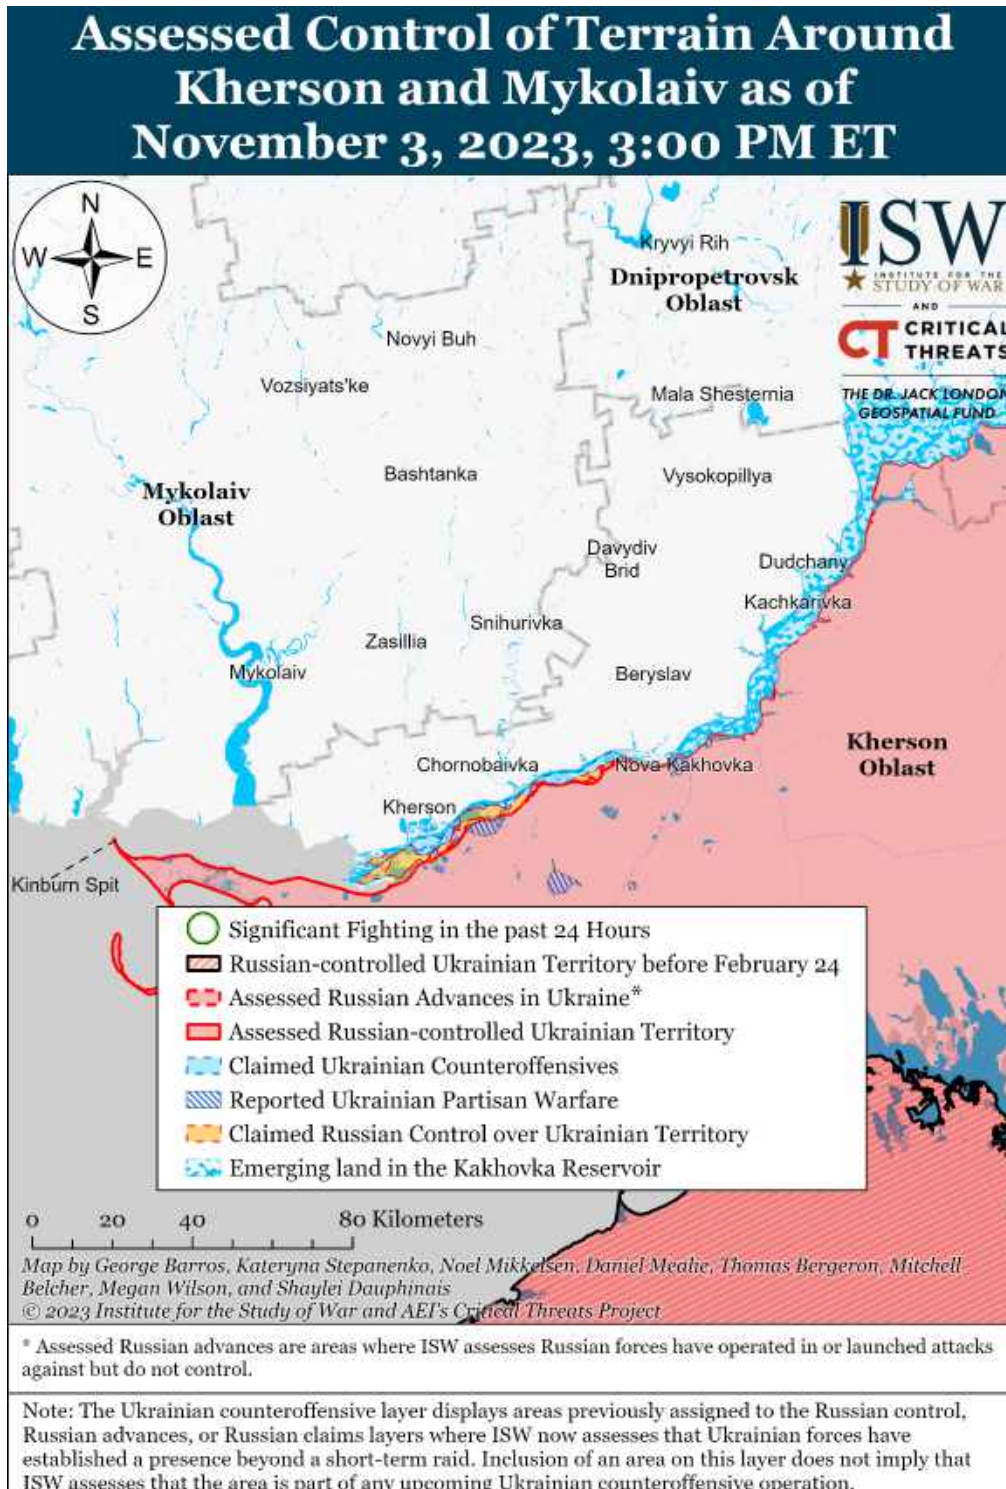 Assessed Control of Terrain Around
Kherson and Mykolaiv as of
November 3, 2023, 3:00 PM ET
N
W E
S
ISW
INSTITUTE FOR THE
STUDY OF WAR
AND
CT CRITICAL
THREATS
THE DR. JACK LONDON
GEOSPATIAL FUND
Kryvyi Rih
Dnipropetrovsk
Oblast
Novyi Buh
Vozsiyats'ke
Mala Shesternia
Bashtanka
Vysokopillya
Mykolaiv
Oblast
Davydiv
Brid
Dudchany
Kachkarivka
Snihurivka
Zasillia
Mykolaiv
Beryslav
Kherson
Oblast
Chornobaivka
Nova Kakhovka
Kherson
Kinburn Spit
Significant Fighting in the past 24 Hours
Russian-controlled Ukrainian Territory before February 24
Assessed Russian Advances in Ukraine*
Assessed Russian-controlled Ukrainian Territory
Claimed Ukrainian Counteroffensives
Reported Ukrainian Partisan Warfare
Claimed Russian Control over Ukrainian Territory
Emerging land in the Kakhovka Reservoir
0 20 40 80 Kilometers
Map by George Barros, Kateryna Stepanenko, Noel Mikkelsen, Daniel Mealie, Thomas Bergeron, Mitchell
Belcher, Megan Wilson, and Shaylei Dauphinais
© 2023 Institute for the Study of War and AEI's Critical Threats Project
* Assessed Russian advances are areas where ISW assesses Russian forces have operated in or launched attacks
against but do not control.
Note: The Ukrainian counteroffensive layer displays areas previously assigned to the Russian control,
Russian advances, or Russian claims layers where ISW now assesses that Ukrainian forces have
established a presence beyond a short-term raid. Inclusion of an area on this layer does not imply that
ISW assesses that the area is part of any upcoming Ukrainian counteroffensive operation.